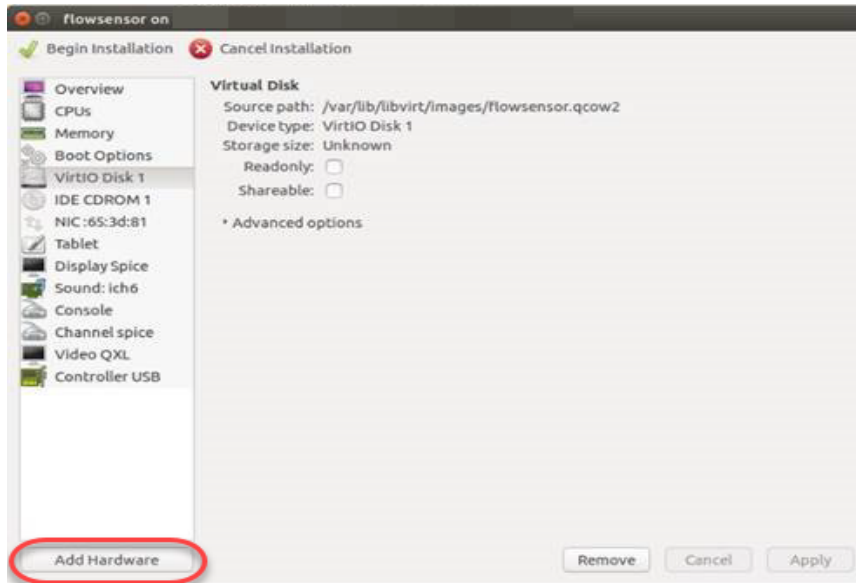 flowsensor on
Begin Installation Cancel Installation
Overview
CPUs
Memory
Boot Options
VirtIO Disk 1
IDE CDROM 1
NIC :65:3d:81
Tablet
Display Spice
Sound: ich6
Console
Channel spice
Video QXL
Controller USB
Add Hardware
Virtual Disk
Source path: /var/lib/libvirt/images/flowsensor.qcow2
Device type: VirtIO Disk 1
Storage size: Unknown
Readonly:
Shareable:
Advanced options
Remove Cancel Apply